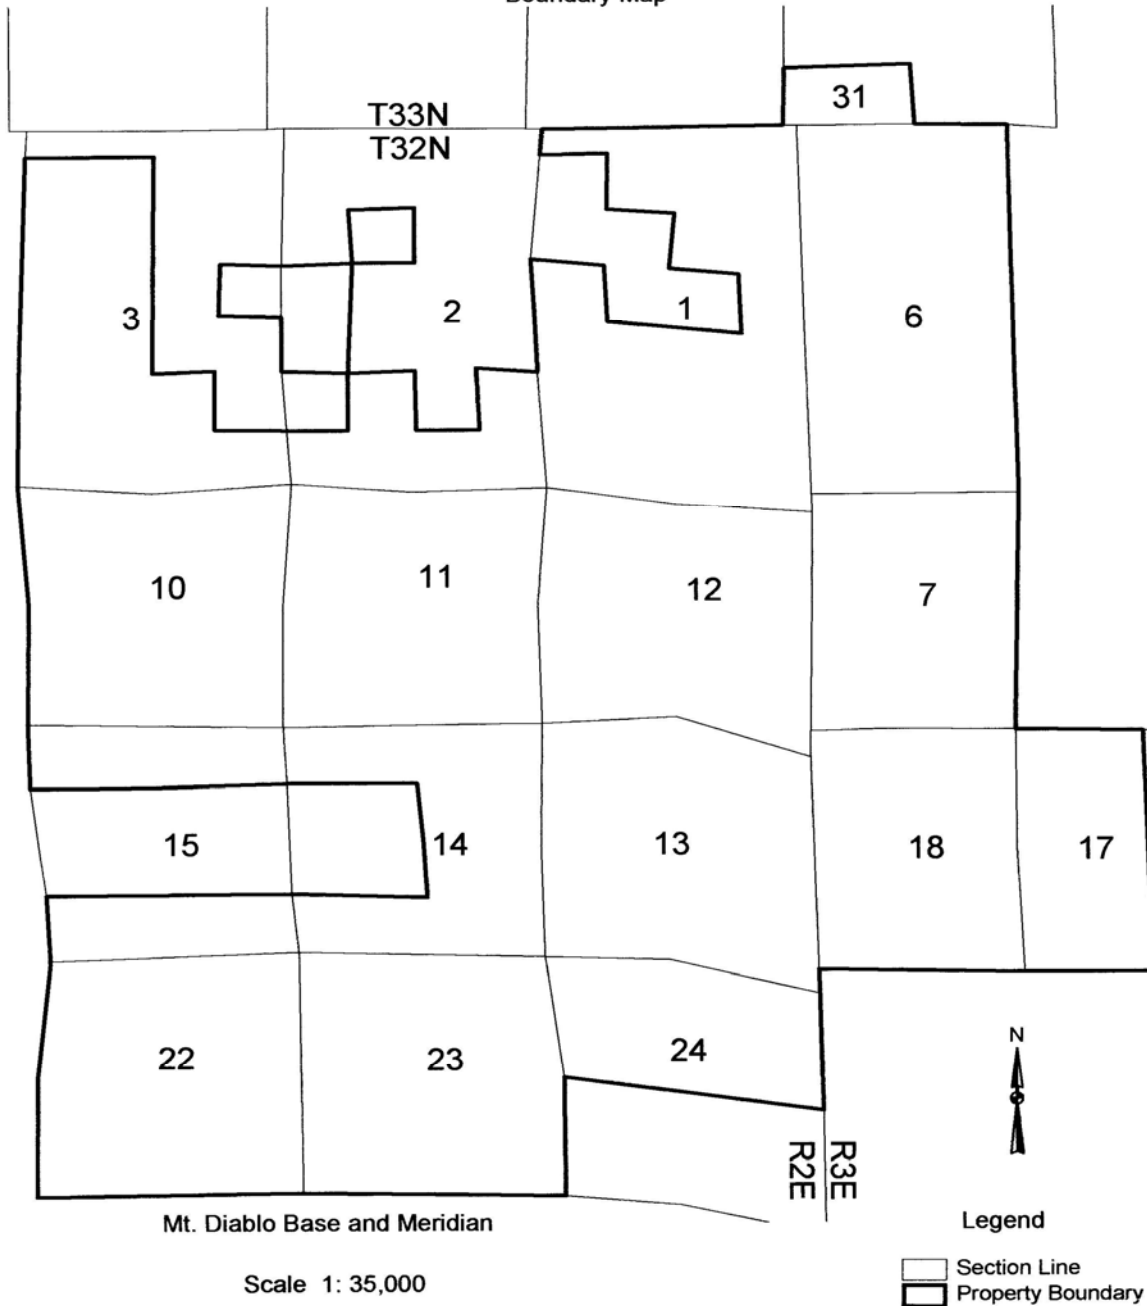 Boundary Map
31
T33N
T32N
3
2
1
6
10
11
12
7
15
14
13
18
17
22
23
24
N
R2E
R3E
Mt. Diablo Base and Meridian
Legend
Scale 1: 35,000
Section Line
Property Boundary